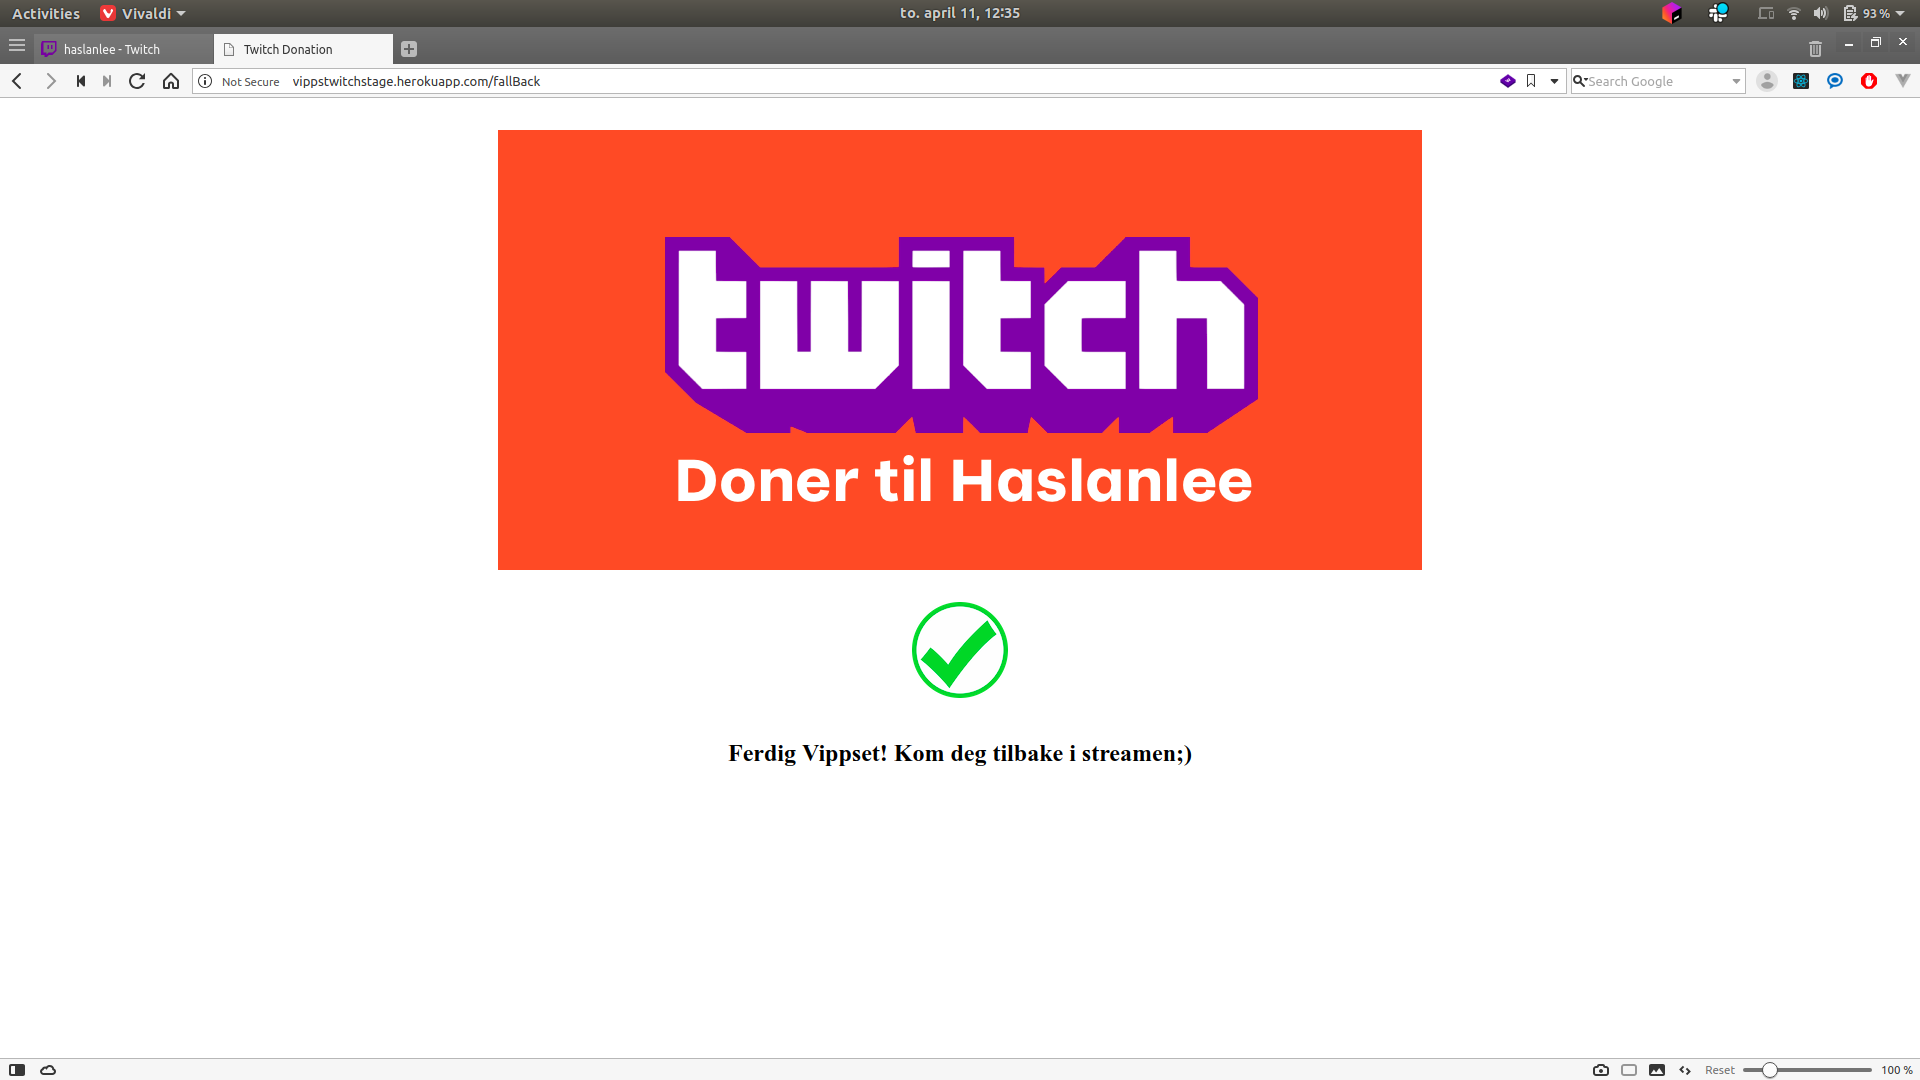 Activities
Vivaldi
to. april 11, 12:35
93 %
haslanlee - Twitch
Twitch Donation
Not Secure
vippstwitchstage.herokuapp.com/fallBack
Search Google
twitch
Doner til Haslanlee
Ferdig Vippset! Kom deg tilbake i streamen;)
Reset
100 %